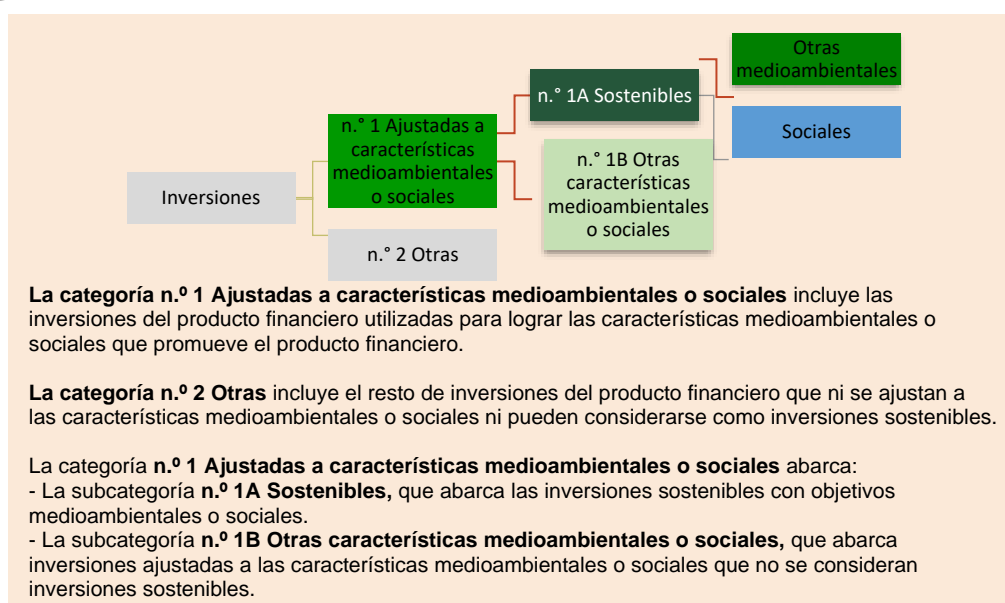 Otras
medioambientales
n.° 1A Sostenibles
Sociales
n.° 1 Ajustadas a
características
medioambientales
o sociales
n.° 1B Otras
características
medioambientales
o sociales
Inversiones
n.° 2 Otras
La categoría n.º 1 Ajustadas a características medioambientales o sociales incluye las
inversiones del producto financiero utilizadas para lograr las características medioambientales o
sociales que promueve el producto financiero.
La categoría n.º 2 Otras incluye el resto de inversiones del producto financiero que ni se ajustan a
las características medioambientales o sociales ni pueden considerarse como inversiones sostenibles.
La categoría n.º 1 Ajustadas a características medioambientales o sociales abarca:
- La subcategoría n.º 1A Sostenibles, que abarca las inversiones sostenibles con objetivos
medioambientales o sociales.
- La subcategoría n.º 1B Otras características medioambientales o sociales, que abarca
inversiones ajustadas a las características medioambientales o sociales que no se consideran
inversiones sostenibles.